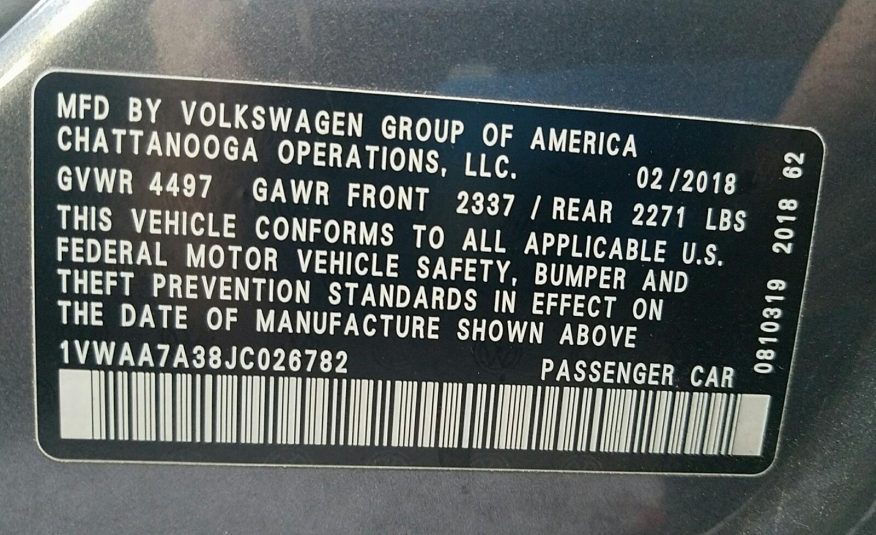 MFD BY VOLKSWAGEN GROUP OF AMERICA
CHATTANOOGA OPERATIONS, LLC.
02/2018
GVWR 4497 GAWR FRONT 2337 / REAR 2271 LBS
THIS VEHICLE CONFORMS TO ALL APPLICABLE U.S.
FEDERAL MOTOR VEHICLE SAFETY, BUMPER AND
THEFT PREVENTION STANDARDS IN EFFECT ON
THE DATE OF MANUFACTURE SHOWN ABOVE
1VWAA7A38JC026782 PASSENGER CAR
0810319 2018 62